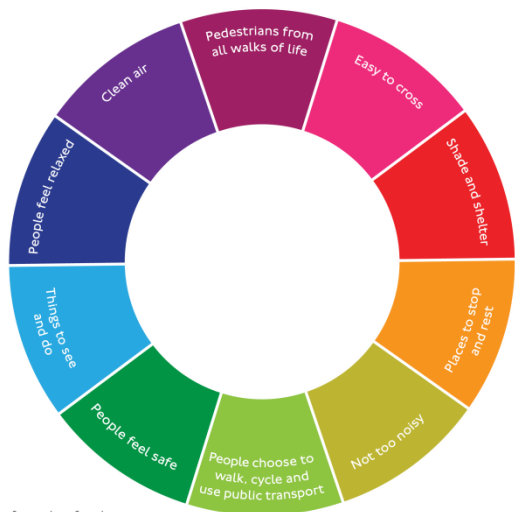 Pedestrians from
all walks of life
Easy to cross
Shade and shelter
Places to stop
and rest
Not too noisy
People choose to
walk, cycle and
use public transport
People feel safe
Things to see
and do
People feel relaxed
Clean air